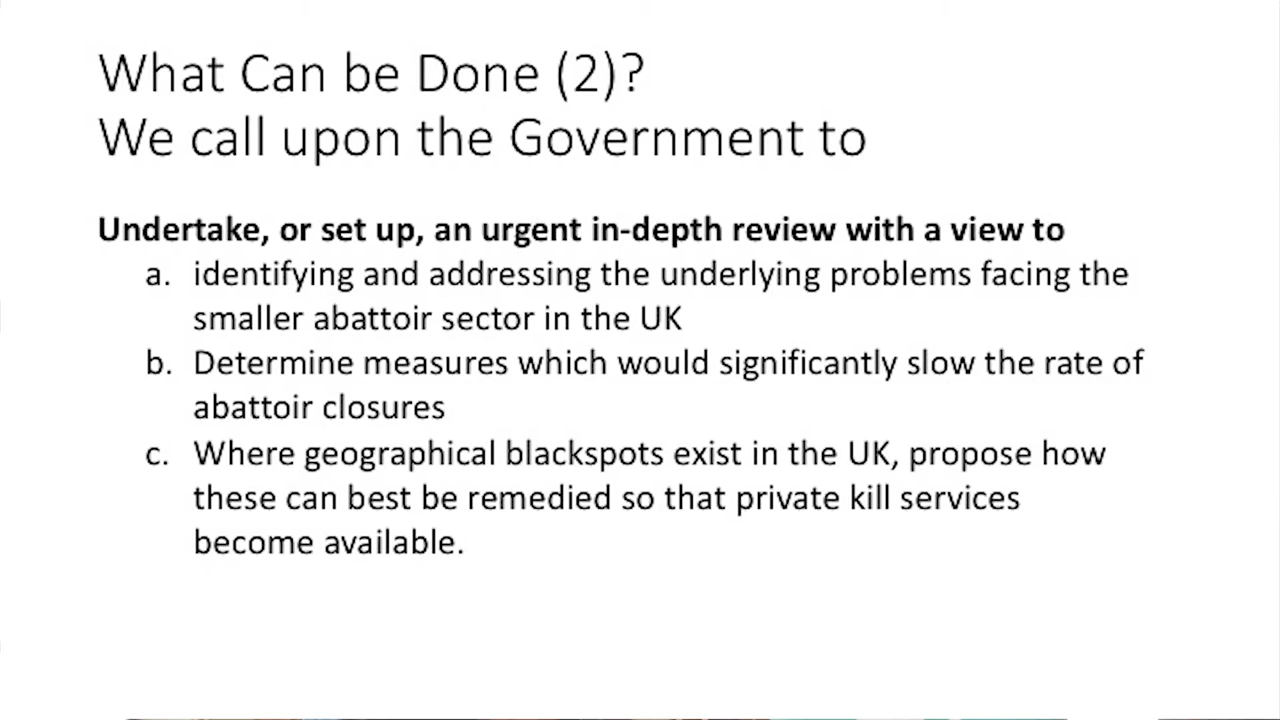 What Can be Done (2)?
We call upon the Government to
Undertake, or set up, an urgent in-depth review with a view to
a. identifying and addressing the underlying problems facing the
smaller abattoir sector in the UK
b. Determine measures which would significantly slow the rate of
abattoir closures
c. Where geographical blackspots exist in the UK, propose how
these can best be remedied so that private kill services
become available.